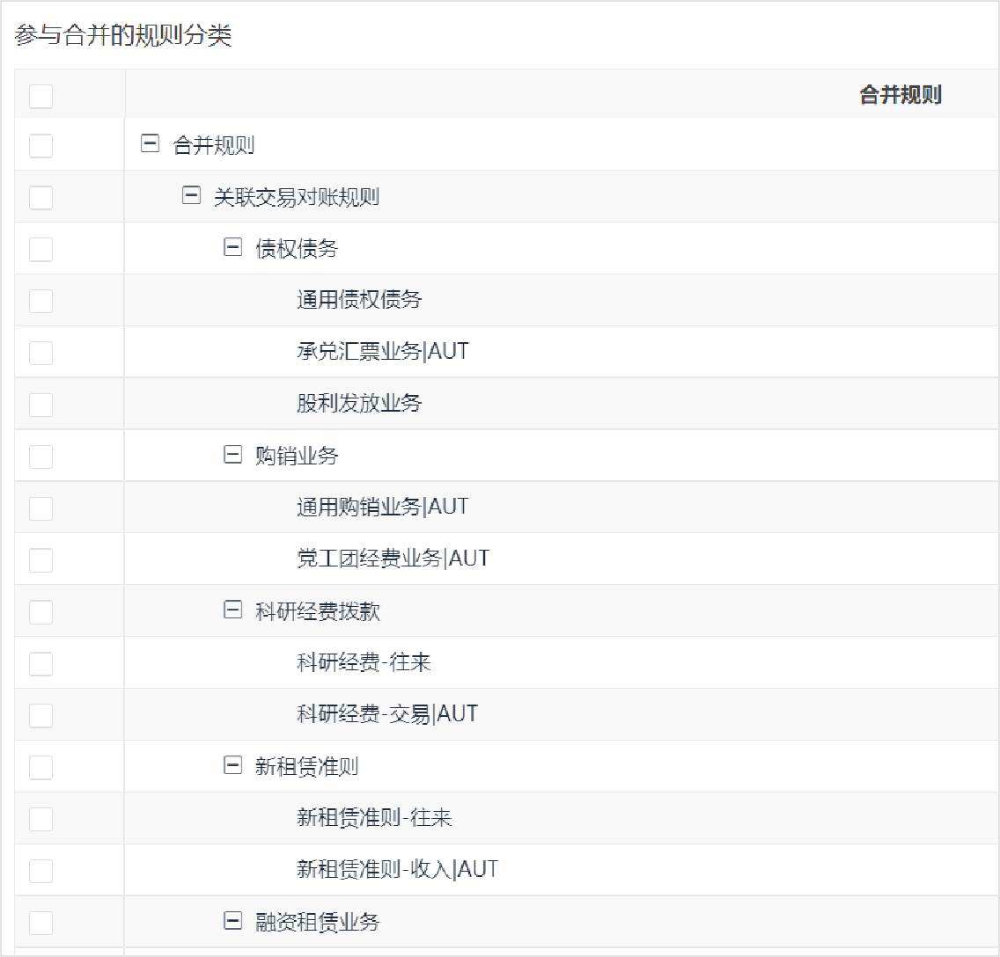 参与合并的规则分类
合并规则
合并规则
关联交易对账规则
债权债务
通用债权债务
承兑汇票业务|AUT
股利发放业务
购销业务
通用购销业务|AUT
党工团经费业务|AUT
科研经费拨款
科研经费-往来
科研经费-交易|AUT
新租赁准则
新租赁准则-往来
新租赁准则-收入|AUT
融资租赁业务